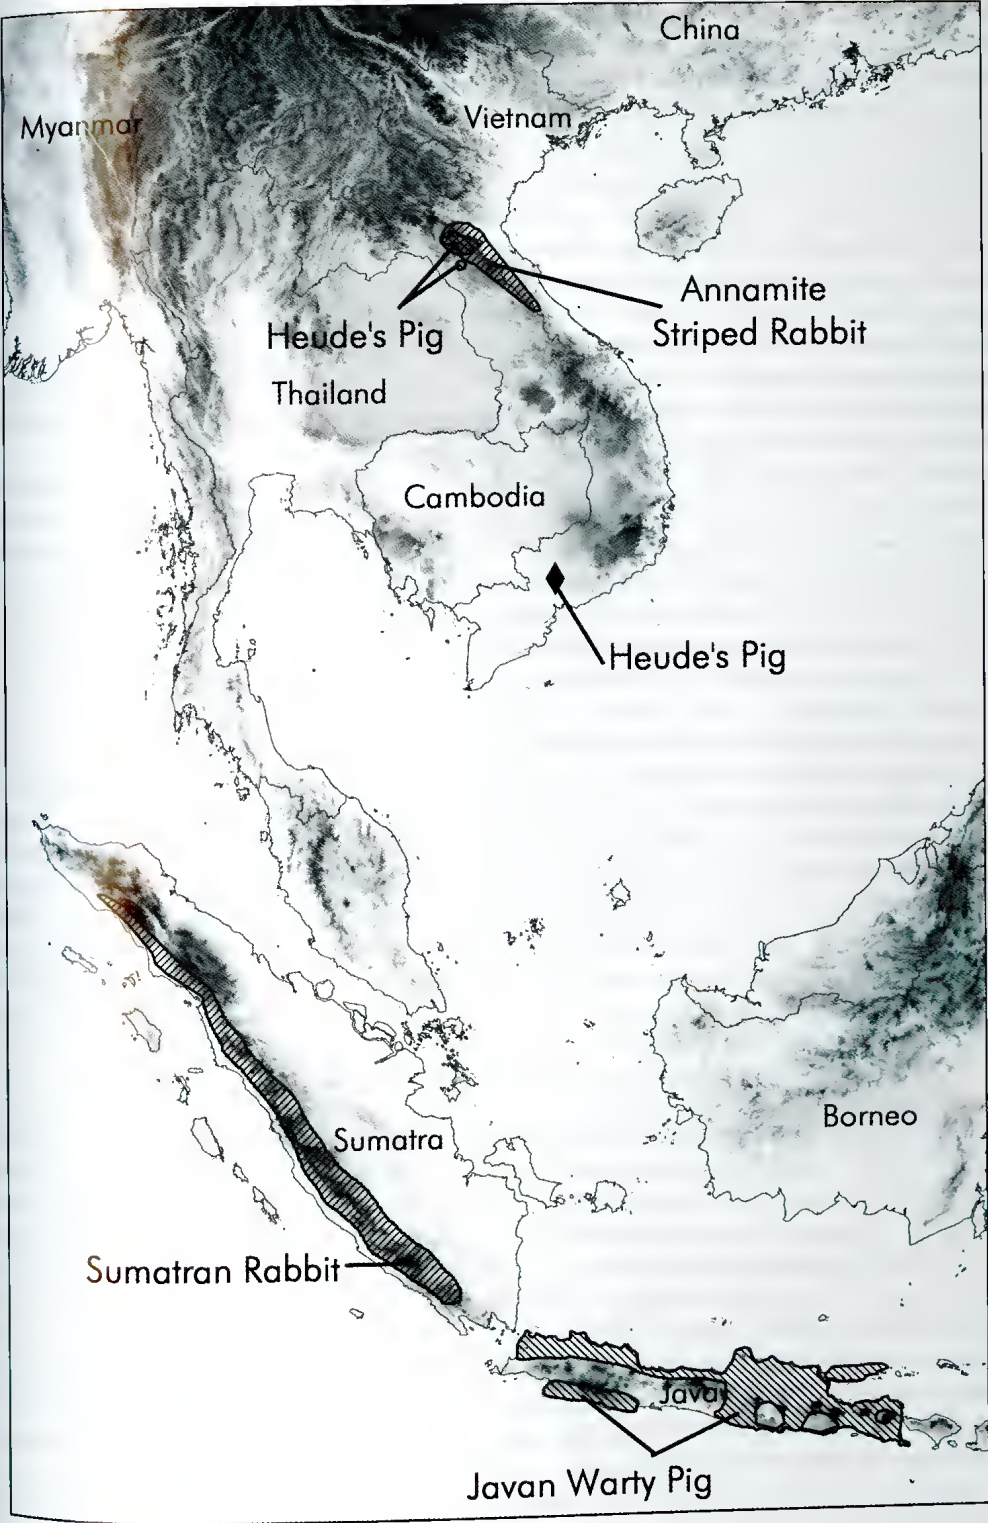 China
Myanmar
Vietnam
Annamite
Striped Rabbit
Heude's Pig
Thailand
Cambodia
Heude's Pig
Borneo
Sumatra
Sumatran Rabbit
Java
Javan Warty Pig